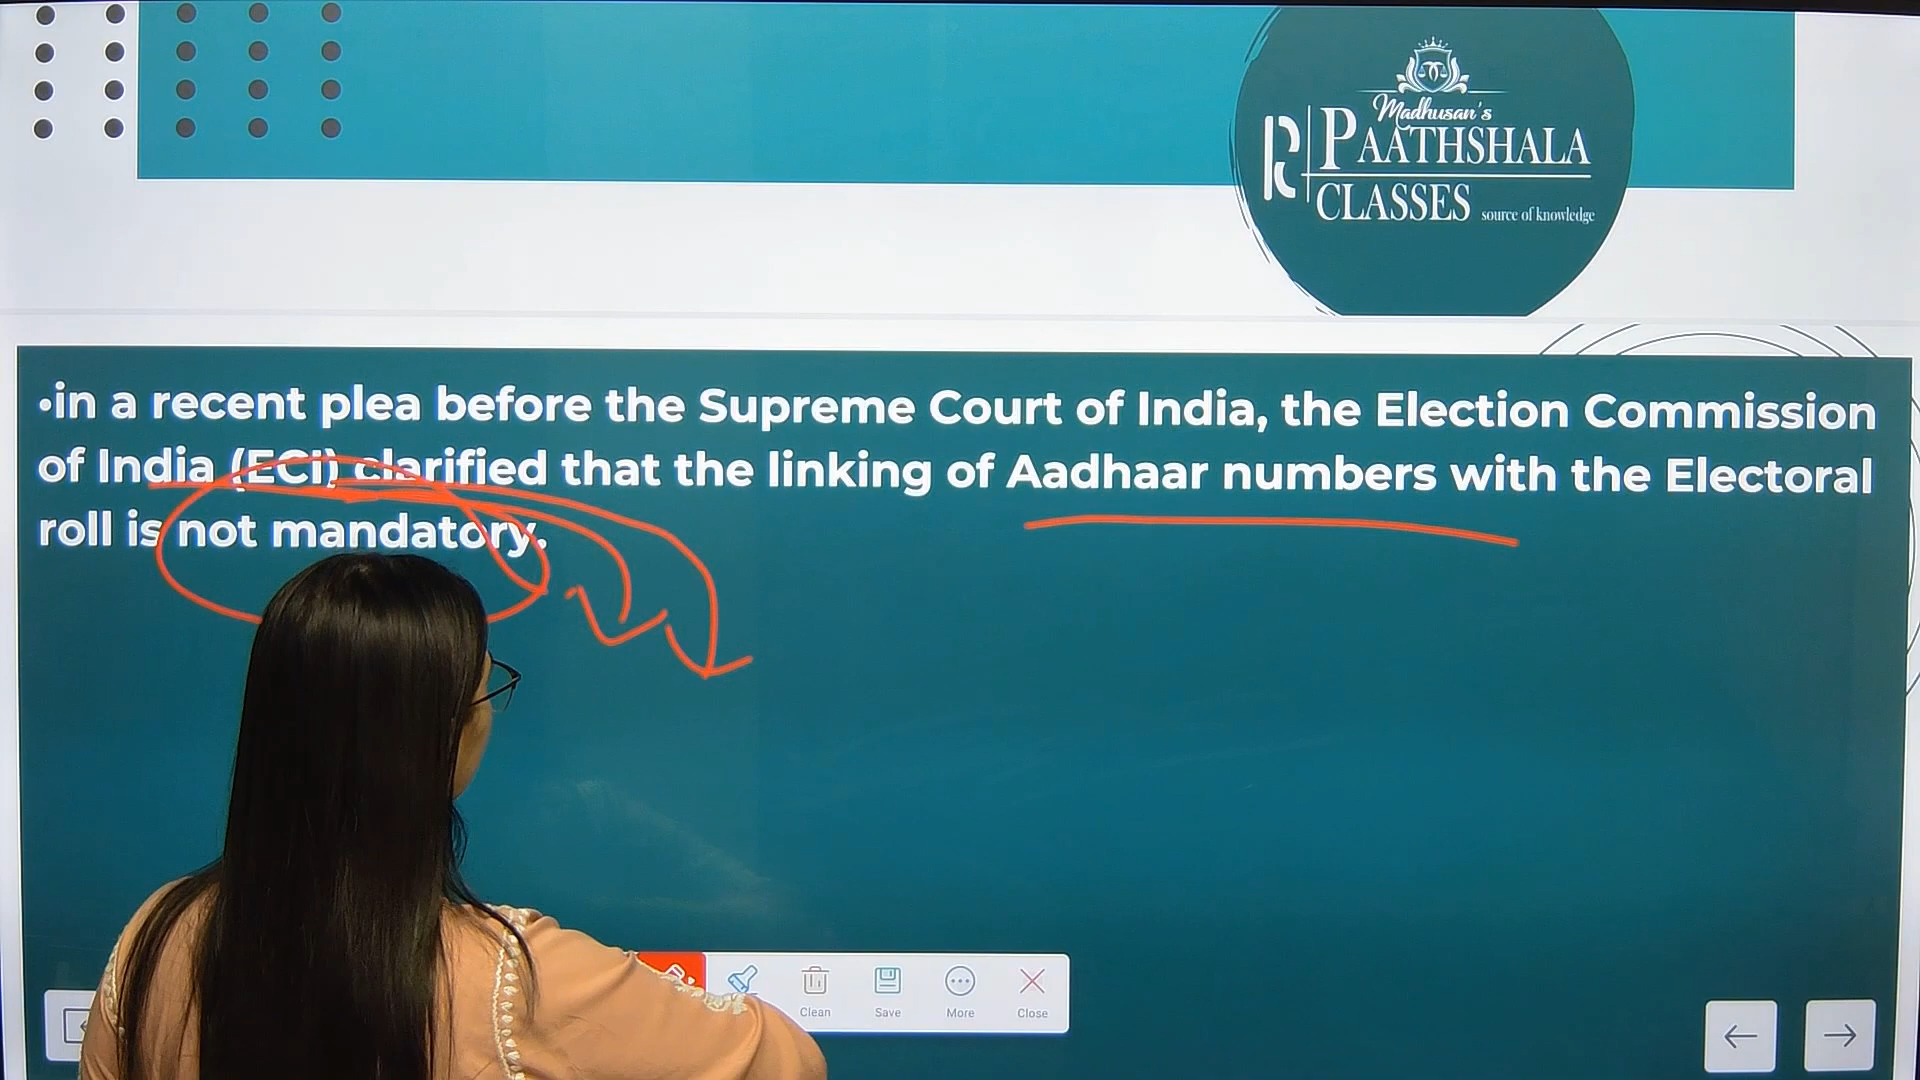 Madhusan's
PAATHSHALA
CLASSES source of knowledge
•in a recent plea before the Supreme Court of India, the Election Commission
of India (ECI) clarified that the linking of Aadhaar numbers with the Electoral
roll is not mandatory.
Clean Save More Close